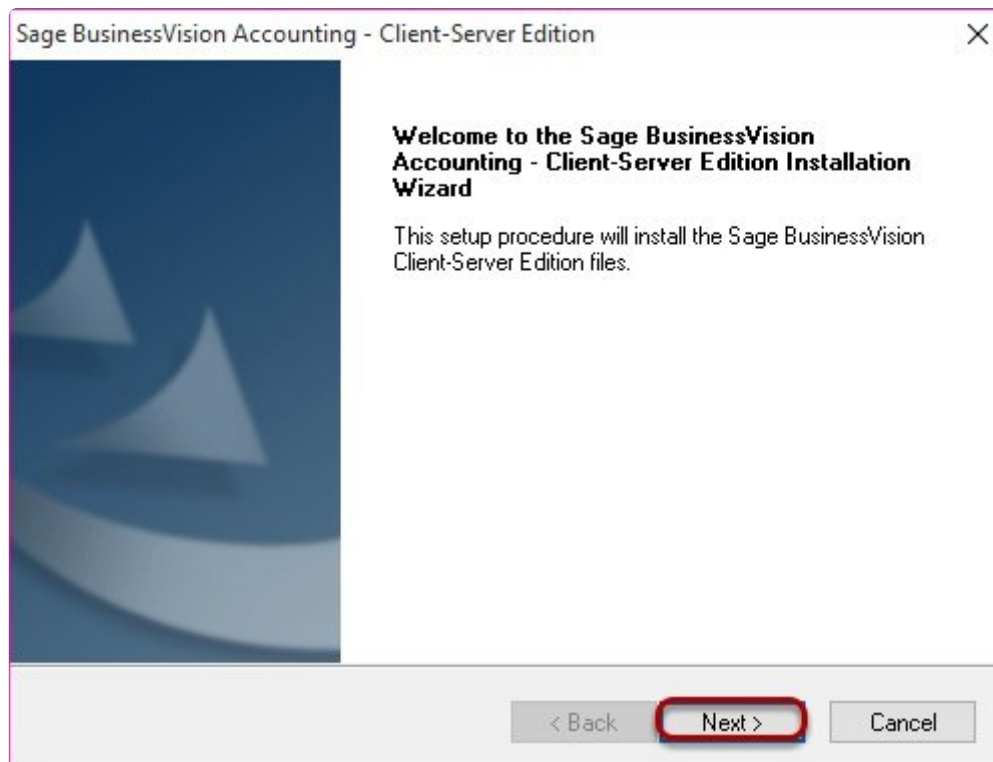 Sage BusinessVision Accounting - Client-Server Edition
Welcome to the Sage BusinessVision
Accounting - Client-Server Edition Installation
Wizard
This setup procedure will install the Sage BusinessVision
Client-Server Edition files.
< Back Next > Cancel